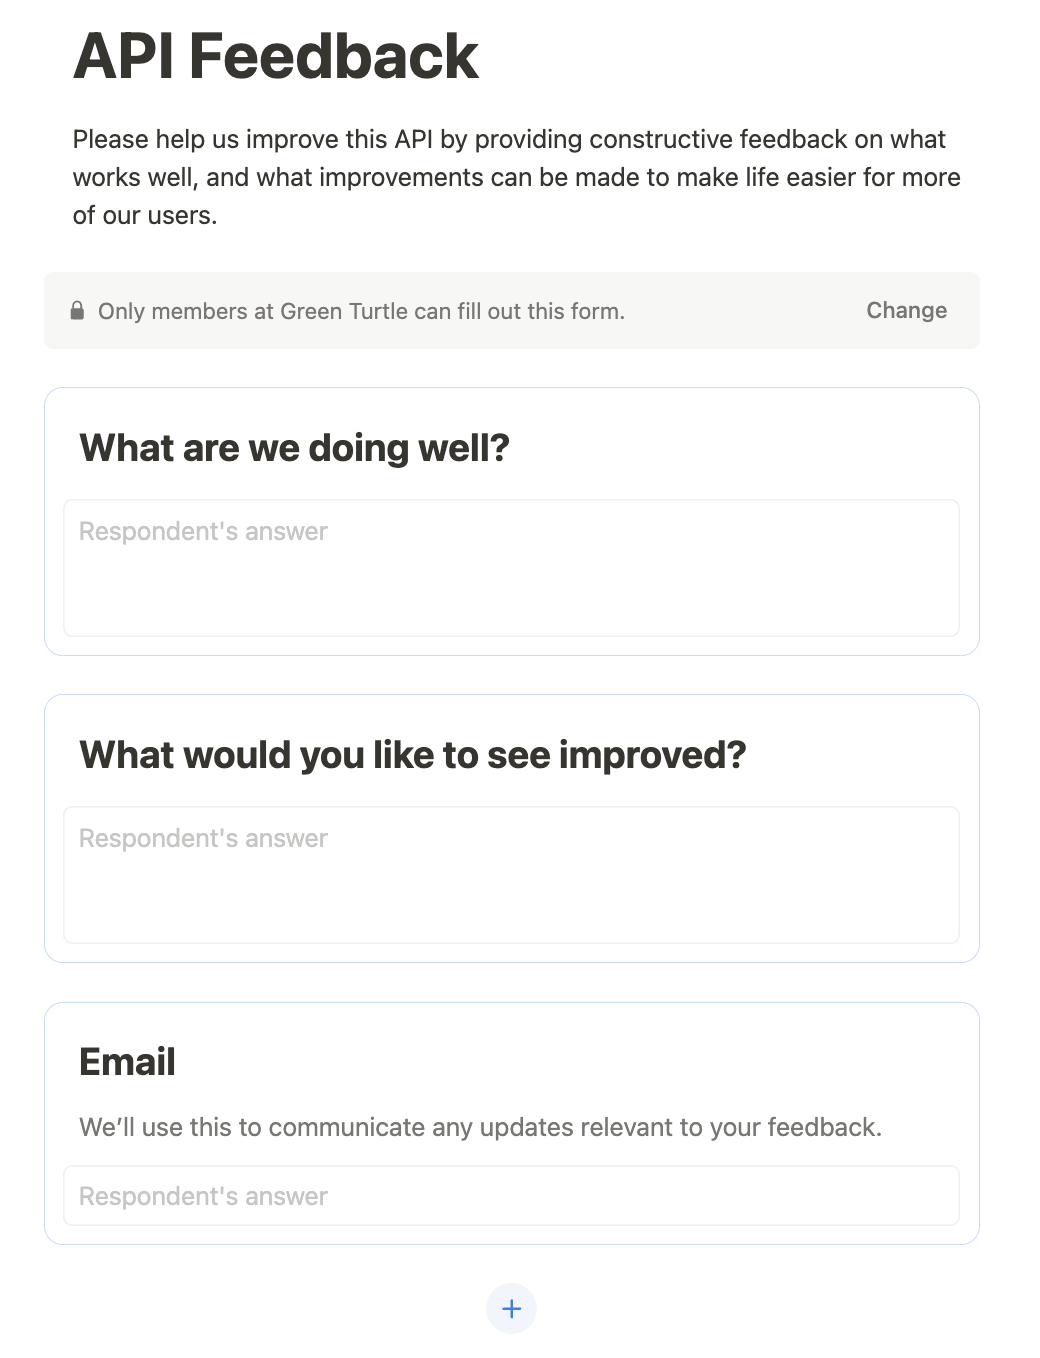 API Feedback
Please help us improve this API by providing constructive feedback on what
works well, and what improvements can be made to make life easier for more
of our users.
Only members at Green Turtle can fill out this form. Change
What are we doing well?
Respondent's answer
What would you like to see improved?
Respondent's answer
Email
We’ll use this to communicate any updates relevant to your feedback.
Respondent's answer
+